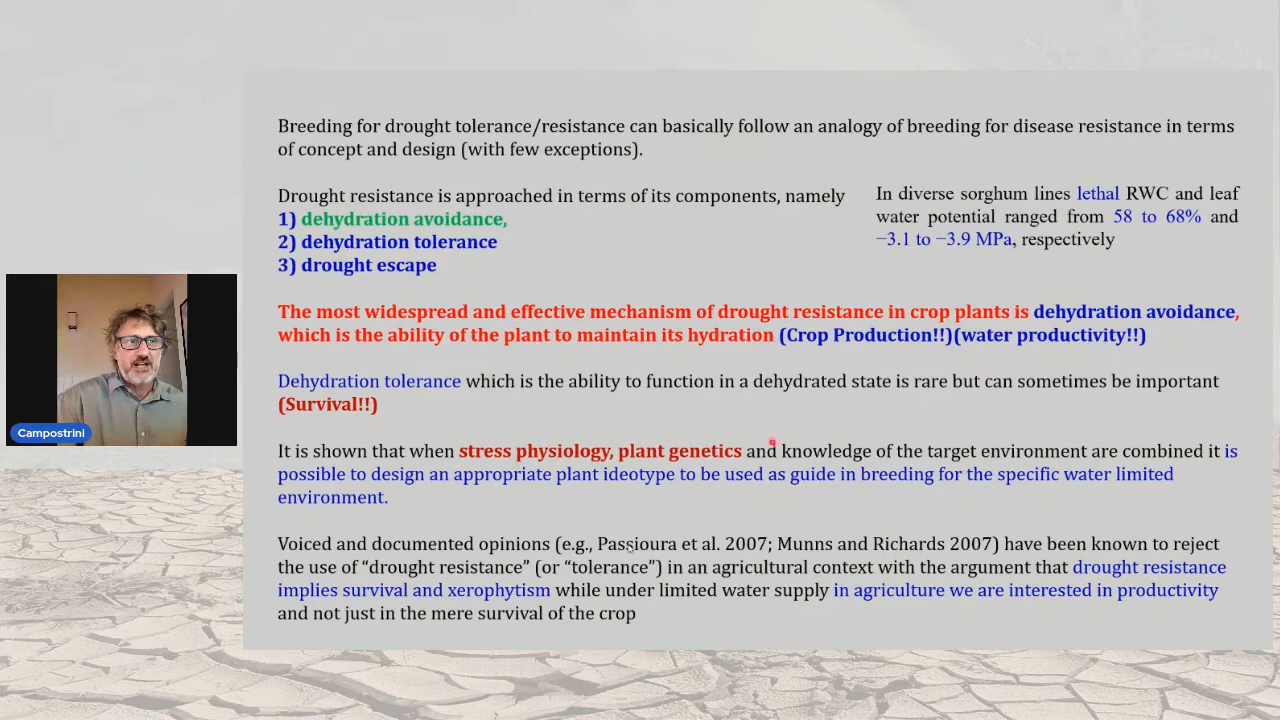 Breeding for drought tolerance/resistance can basically follow an analogy of breeding for disease resistance in terms
of concept and design (with few exceptions).
Drought resistance is approached in terms of its components, namely
1) dehydration avoidance,
2) dehydration tolerance
3) drought escape
In diverse sorghum lines lethal RWC and leaf
water potential ranged from 58 to 68% and
−3.1 to −3.9 MPa, respectively
The most widespread and effective mechanism of drought resistance in crop plants is dehydration avoidance,
which is the ability of the plant to maintain its hydration (Crop Production!!)(water productivity!!)
Dehydration tolerance which is the ability to function in a dehydrated state is rare but can sometimes be important
(Survival!!)
It is shown that when stress physiology, plant genetics and knowledge of the target environment are combined it is
possible to design an appropriate plant ideotype to be used as guide in breeding for the specific water limited
environment.
Voiced and documented opinions (e.g., Passioura et al. 2007; Munns and Richards 2007) have been known to reject
the use of “drought resistance” (or “tolerance”) in an agricultural context with the argument that drought resistance
implies survival and xerophytism while under limited water supply in agriculture we are interested in productivity
and not just in the mere survival of the crop
Campostrini